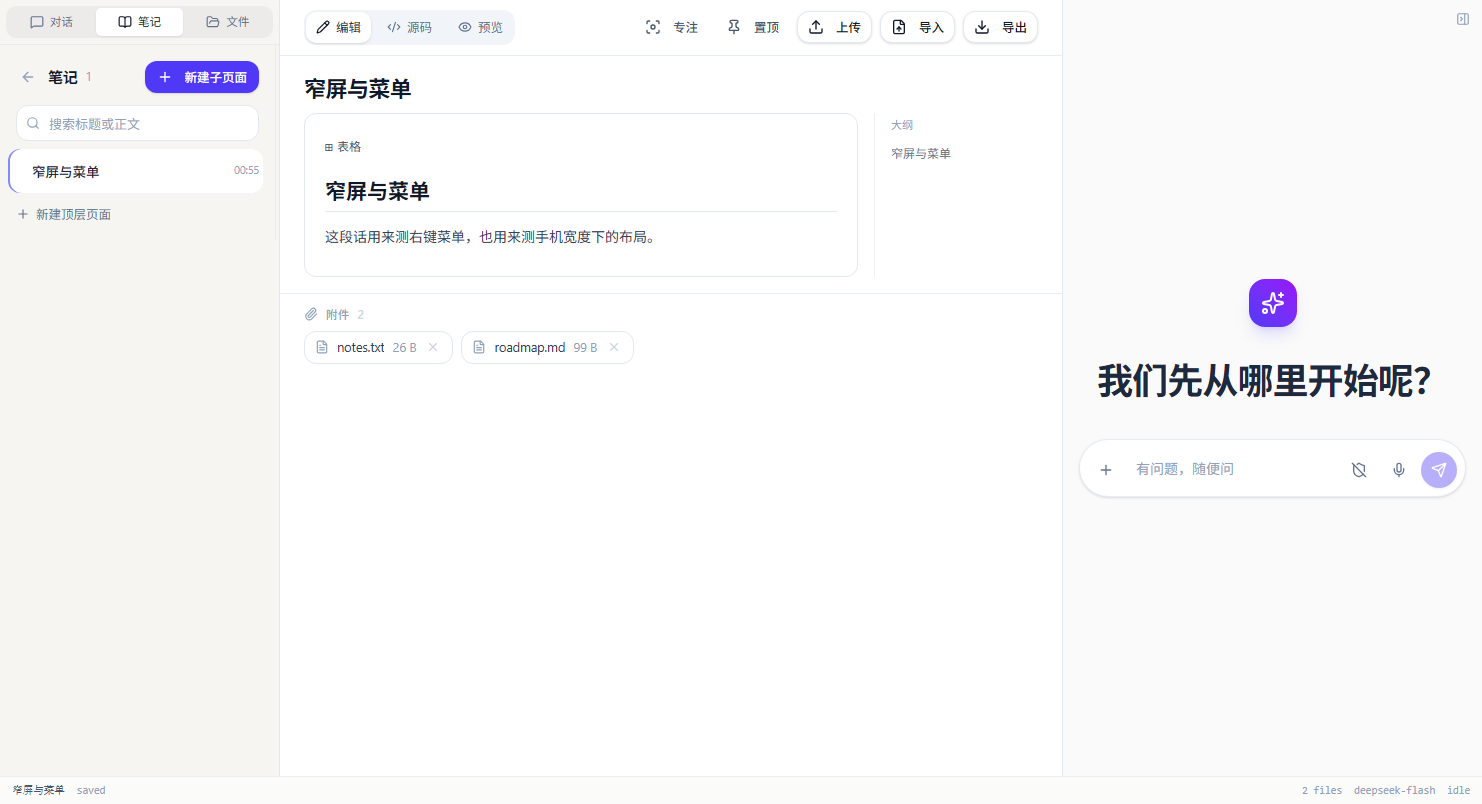 对话 笔记 文件
笔记 1 新建子页面
搜索标题或正文
窄屏与菜单 00:55
新建顶层页面
编辑 源码 预览 专注 置顶 上传 导入 导出
窄屏与菜单
表格
窄屏与菜单
这段话用来测右键菜单，也用来测手机宽度下的布局。
大纲
窄屏与菜单
附件 2
notes.txt 26 B roadmap.md 99 B
我们先从哪里开始呢？
有问题，随便问
窄屏与菜单 saved 2 files deepseek-flash idle